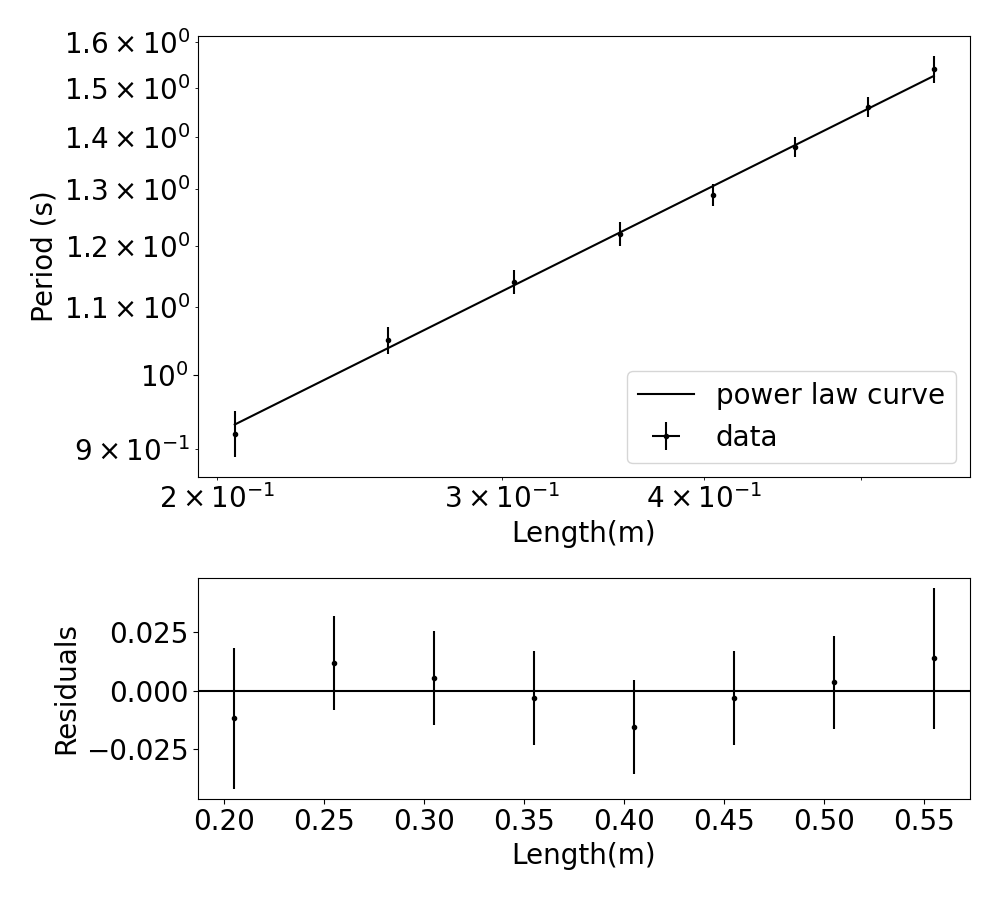 1.6 × 10⁰
1.5 × 10⁰
1.4 × 10⁰
1.3 × 10⁰
1.2 × 10⁰
1.1 × 10⁰
10⁰
9 × 10⁻¹
Period (s)
power law curve
data
2 × 10⁻¹ 3 × 10⁻¹ 4 × 10⁻¹
Length(m)
0.025
0.000
−0.025
Residuals
0.20 0.25 0.30 0.35 0.40 0.45 0.50 0.55
Length(m)